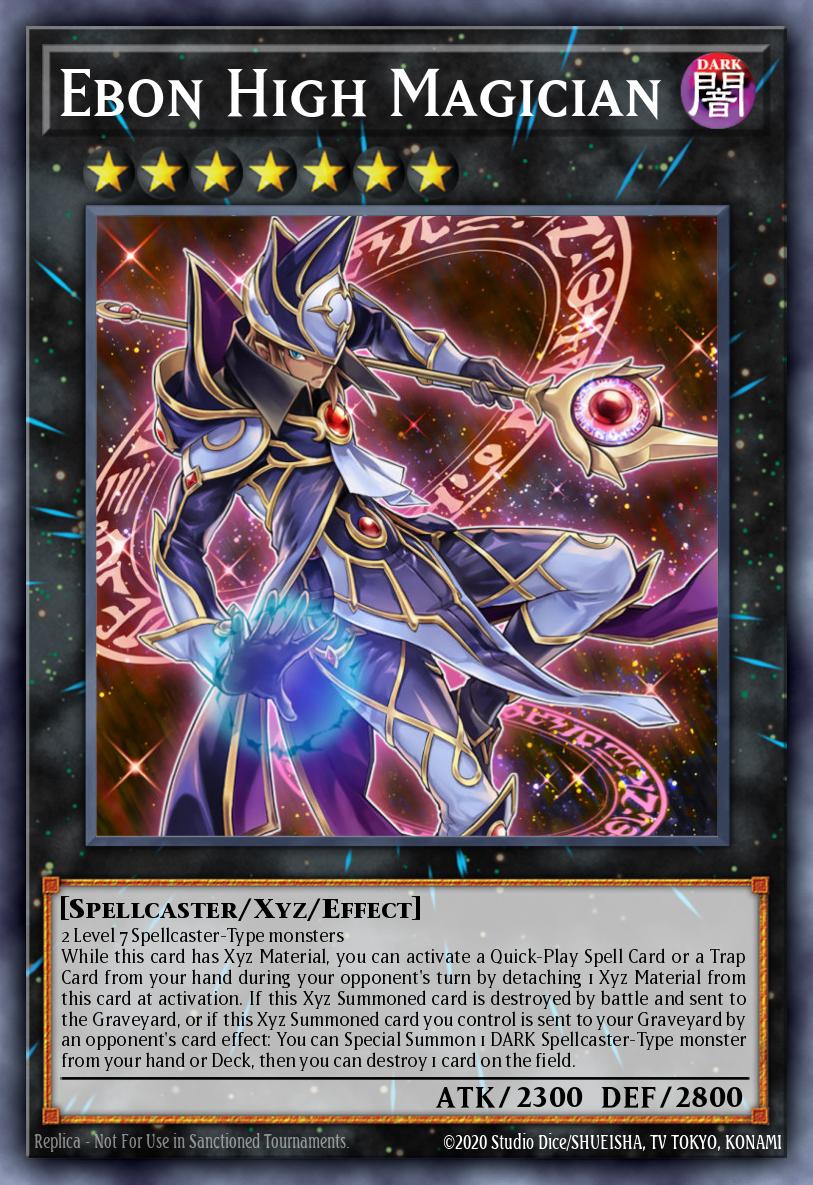 Ebon High Magician
DARK
闇
[Spellcaster/Xyz/Effect]
2 Level 7 Spellcaster-Type monsters
While this card has Xyz Material, you can activate a Quick-Play Spell Card or a Trap
Card from your hand during your opponent's turn by detaching 1 Xyz Material from
this card at activation. If this Xyz Summoned card is destroyed by battle and sent to
the Graveyard, or if this Xyz Summoned card you control is sent to your Graveyard by
an opponent's card effect: You can Special Summon 1 DARK Spellcaster-Type monster
from your hand or Deck, then you can destroy 1 card on the field.
ATK/2300 DEF/2800
Replica - Not For Use in Sanctioned Tournaments.
©2020 Studio Dice/SHUEISHA, TV TOKYO, KONAMI